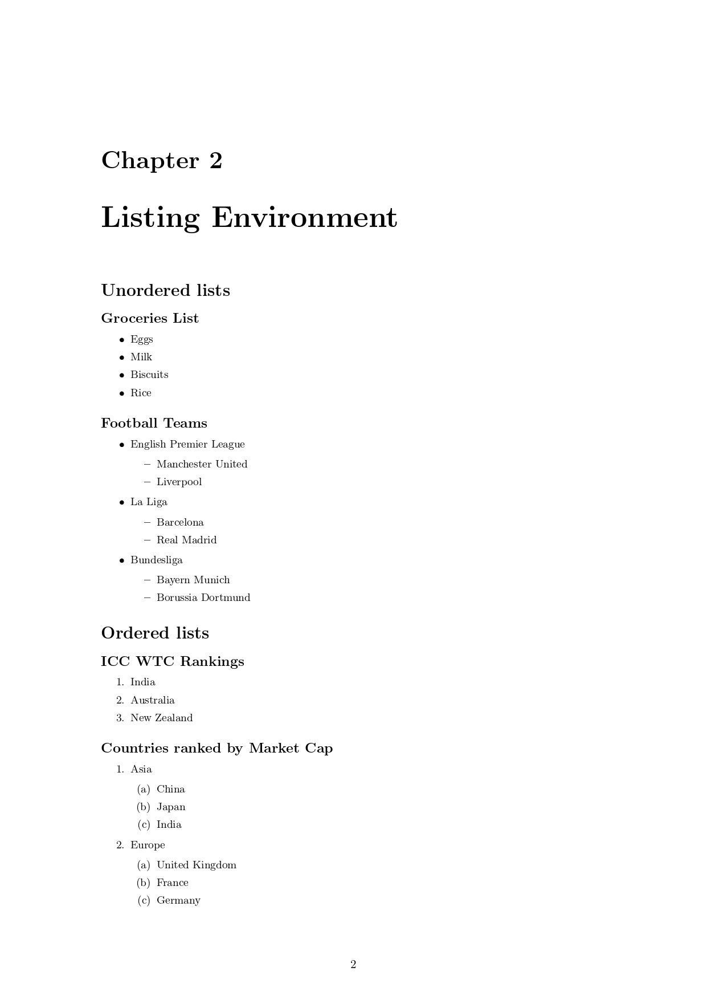 Chapter 2
Listing Environment
Unordered lists
Groceries List
• Eggs
• Milk
• Biscuits
• Rice
Football Teams
• English Premier League
– Manchester United
– Liverpool
• La Liga
– Barcelona
– Real Madrid
• Bundesliga
– Bayern Munich
– Borussia Dortmund
Ordered lists
ICC WTC Rankings
1. India
2. Australia
3. New Zealand
Countries ranked by Market Cap
1. Asia
(a) China
(b) Japan
(c) India
2. Europe
(a) United Kingdom
(b) France
(c) Germany
2